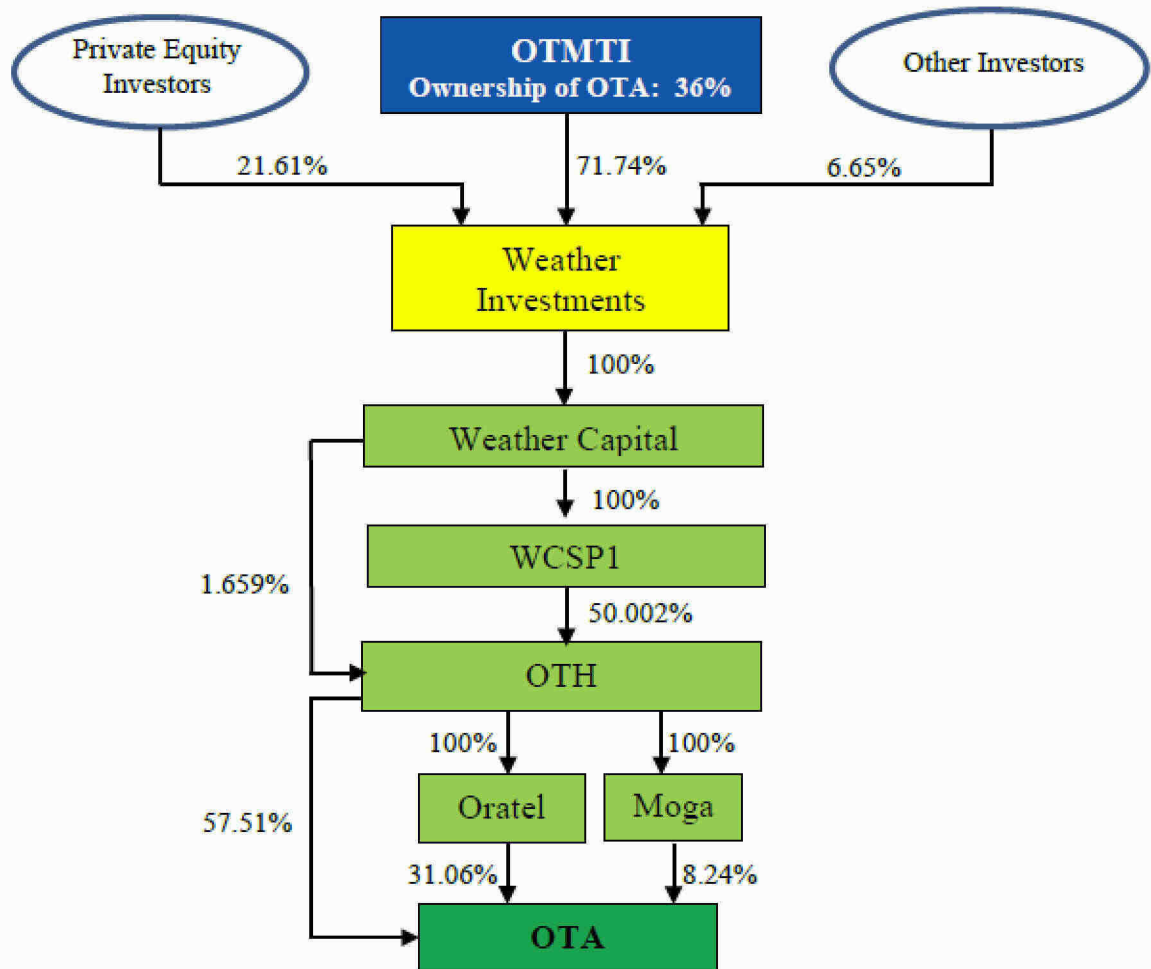 Private Equity
Investors
OTMTI
Ownership of OTA: 36%
Other Investors
21.61%
71.74%
6.65%
Weather
Investments
100%
Weather Capital
100%
WCSP1
1.659%
50.002%
OTH
100%
100%
Oratel
Moga
57.51%
31.06%
8.24%
OTA